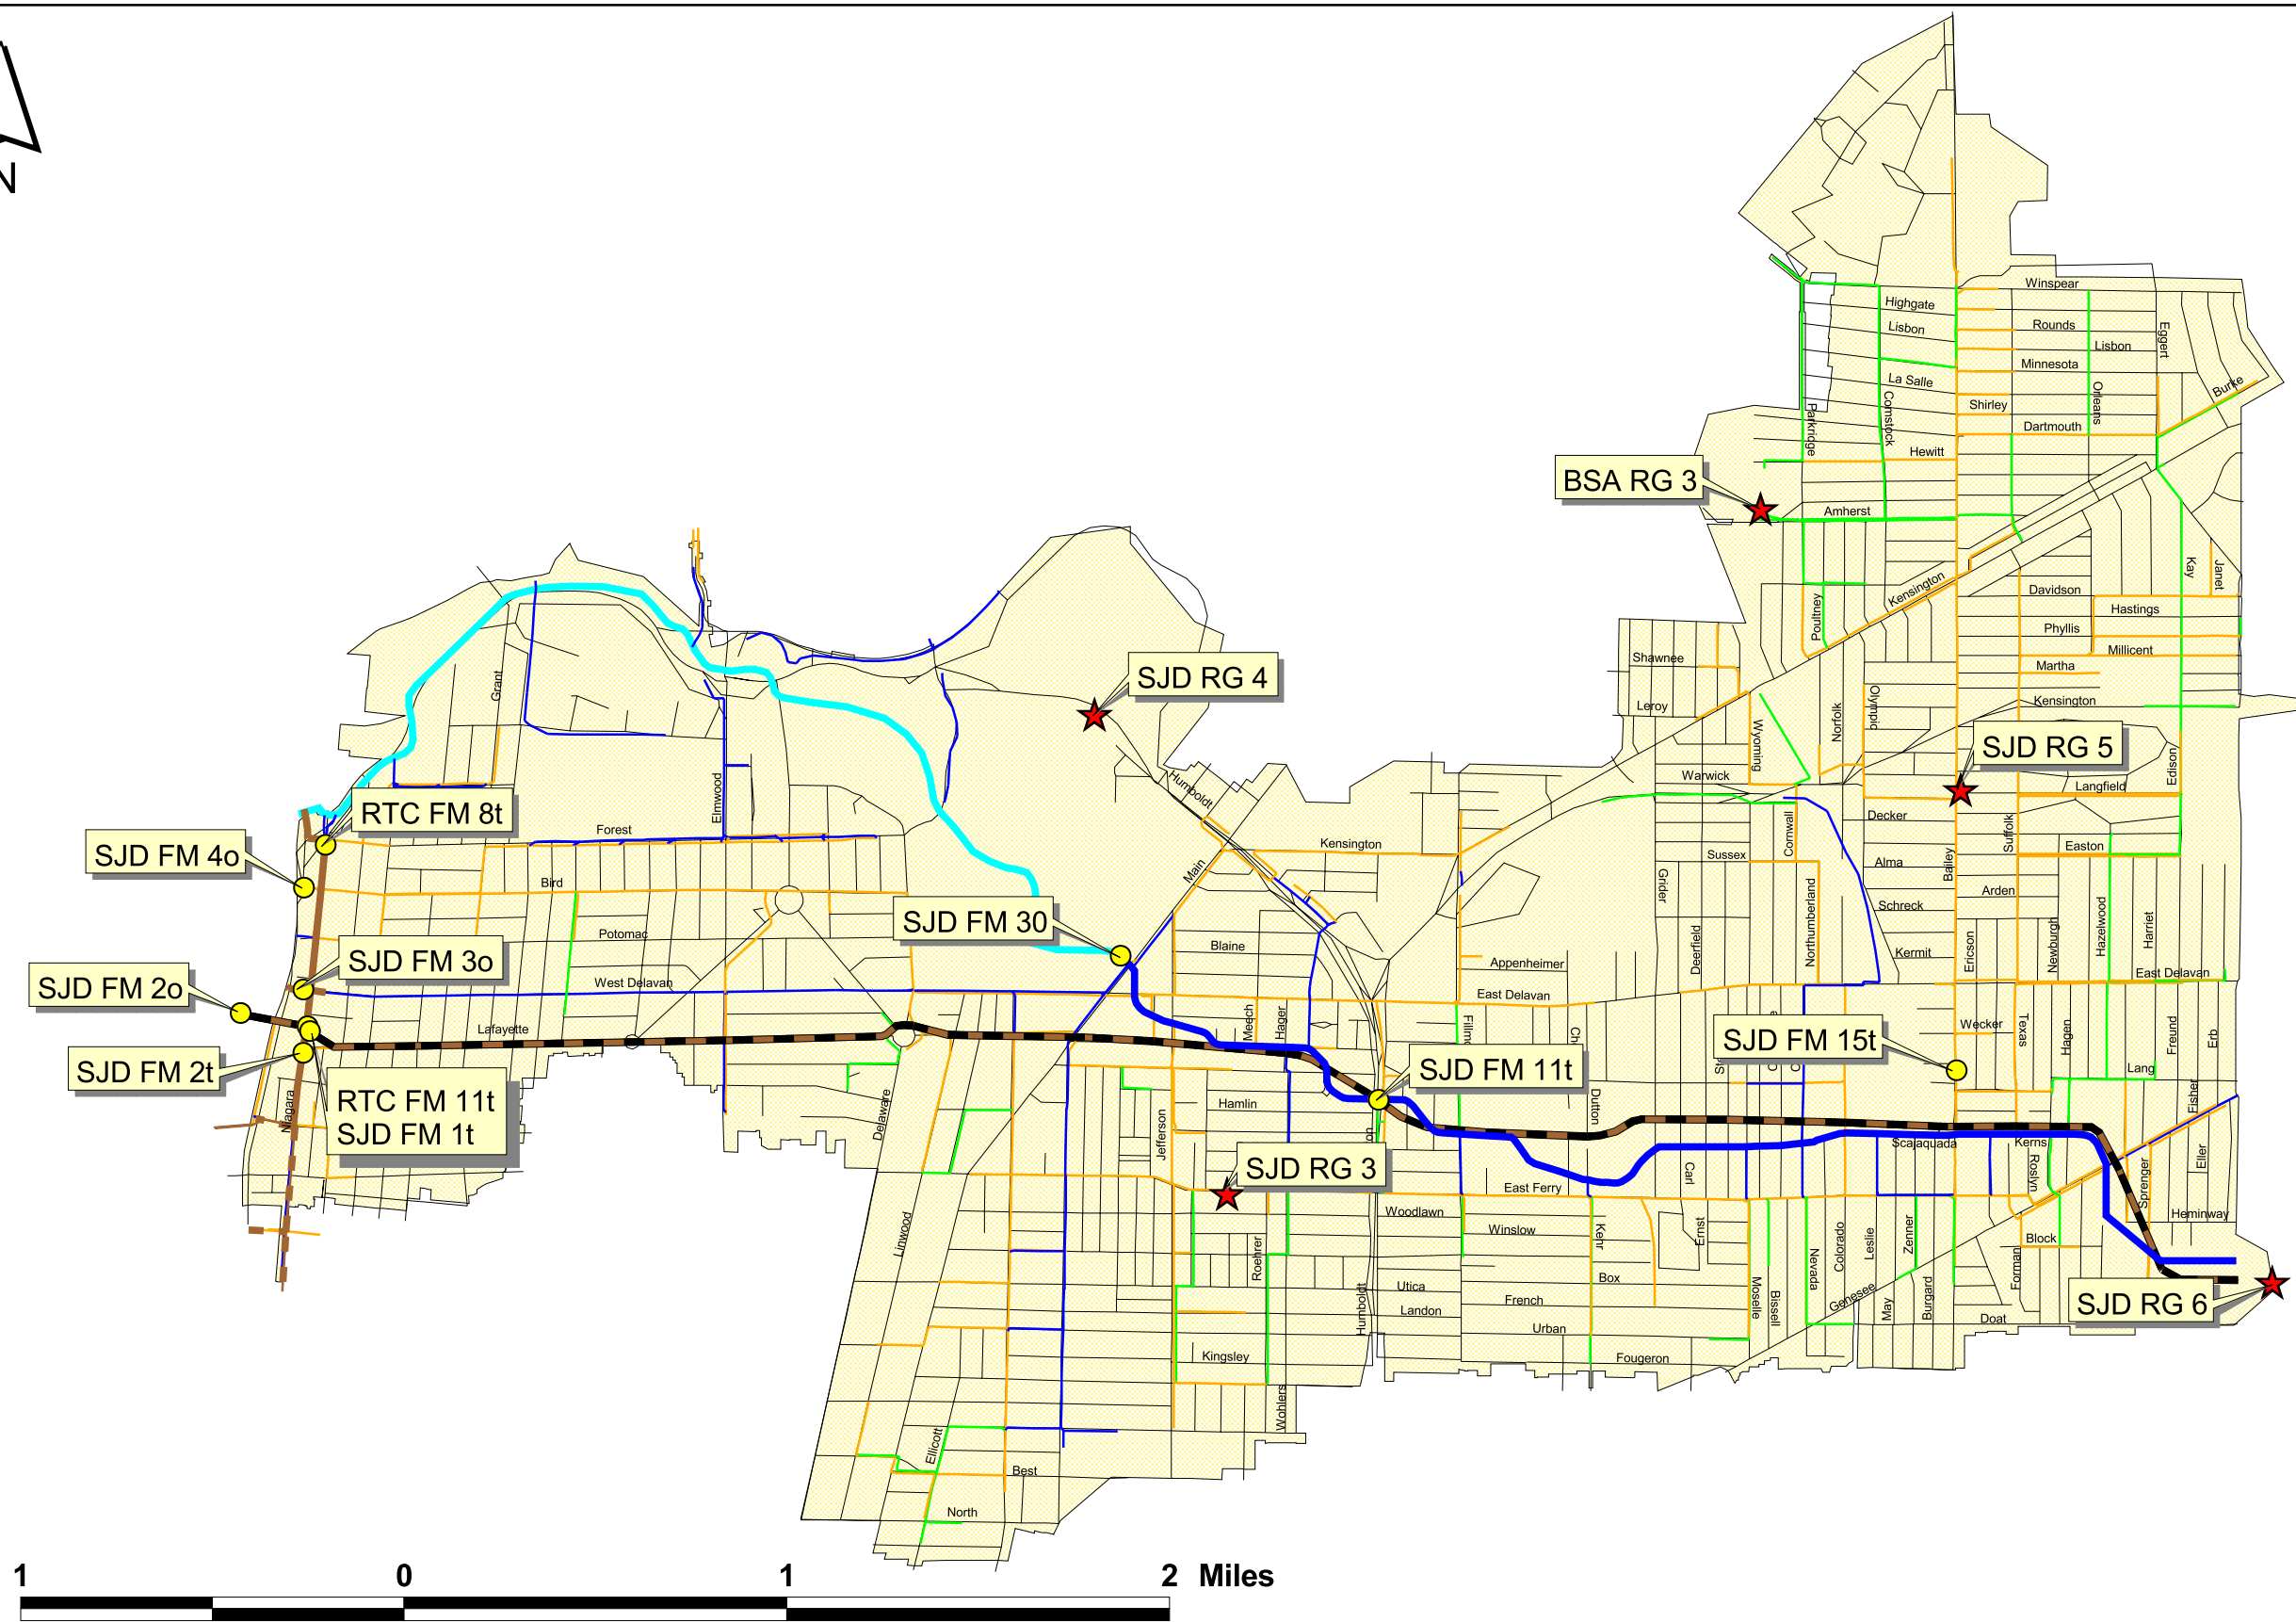 N
Winspear
Highgate
Rounds
Lisbon
Lisbon
Eggert
Minnesota
La Salle
Burke
Orleans
Comstock
Shirley
Parkridge
Dartmouth
Hewitt
BSA RG 3
Amherst
Kay
Janet
Kensington
Davidson
Hastings
Poultney
Phyllis
Millicent
Shawnee
Martha
SJD RG 4
Grant
Kensington
Leroy
Olympic
Norfolk
Wyoming
SJD RG 5
Edison
Warwick
Langfield
Humboldt
Elmwood
RTC FM 8t
Decker
Forest
Suffolk
Cornwall
Kensington
Easton
SJD FM 4o
Sussex
Alma
Bailey
Main
Bird
Grider
Arden
Schreck
SJD FM 30
Northumberland
Potomac
Blaine
Deerfield
Kermit
Ericson
Newburgh
Hazelwood
Harriet
SJD FM 3o
Appenheimer
East Delavan
SJD FM 2o
West Delavan
East Delavan
Lafayette
Meech
Hager
Wecker
Texas
Hagen
Freund
Erb
SJD FM 15t
SJD FM 2t
SJD FM 11t
Lang
Niagara
RTC FM 11t
SJD FM 1t
Delaware
Hamlin
Dutton
Fisher
Jefferson
Scajaquada
Kerns
SJD RG 3
Carl
Roslyn
Sprenger
Eller
East Ferry
Woodlawn
Winslow
Heminway
Linwood
Kehr
Ernst
Colorado
Leslie
Zenner
Block
Roehrer
Box
Utica
Nevada
Forman
Landon
French
Moselle
Bissell
Genesee
May
Burgard
SJD RG 6
Humboldt
Urban
Doat
Kingsley
Fougeron
Wohlers
Ellicott
Best
North
1 0 1 2 Miles